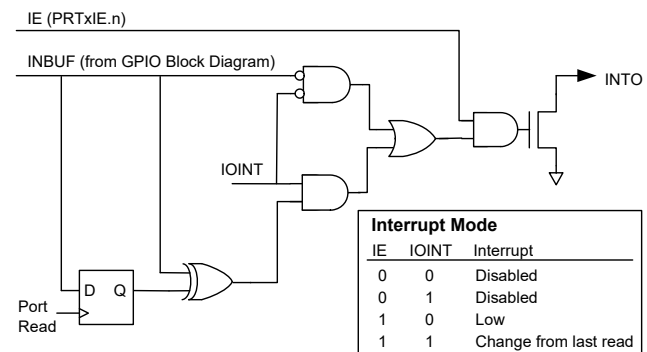 IE (PRTxIE.n)
INBUF (from GPIO Block Diagram)
INTO
IOINT
D Q
Port
Read
Interrupt Mode
IE IOINT Interrupt
0 0 Disabled
0 1 Disabled
1 0 Low
1 1 Change from last read